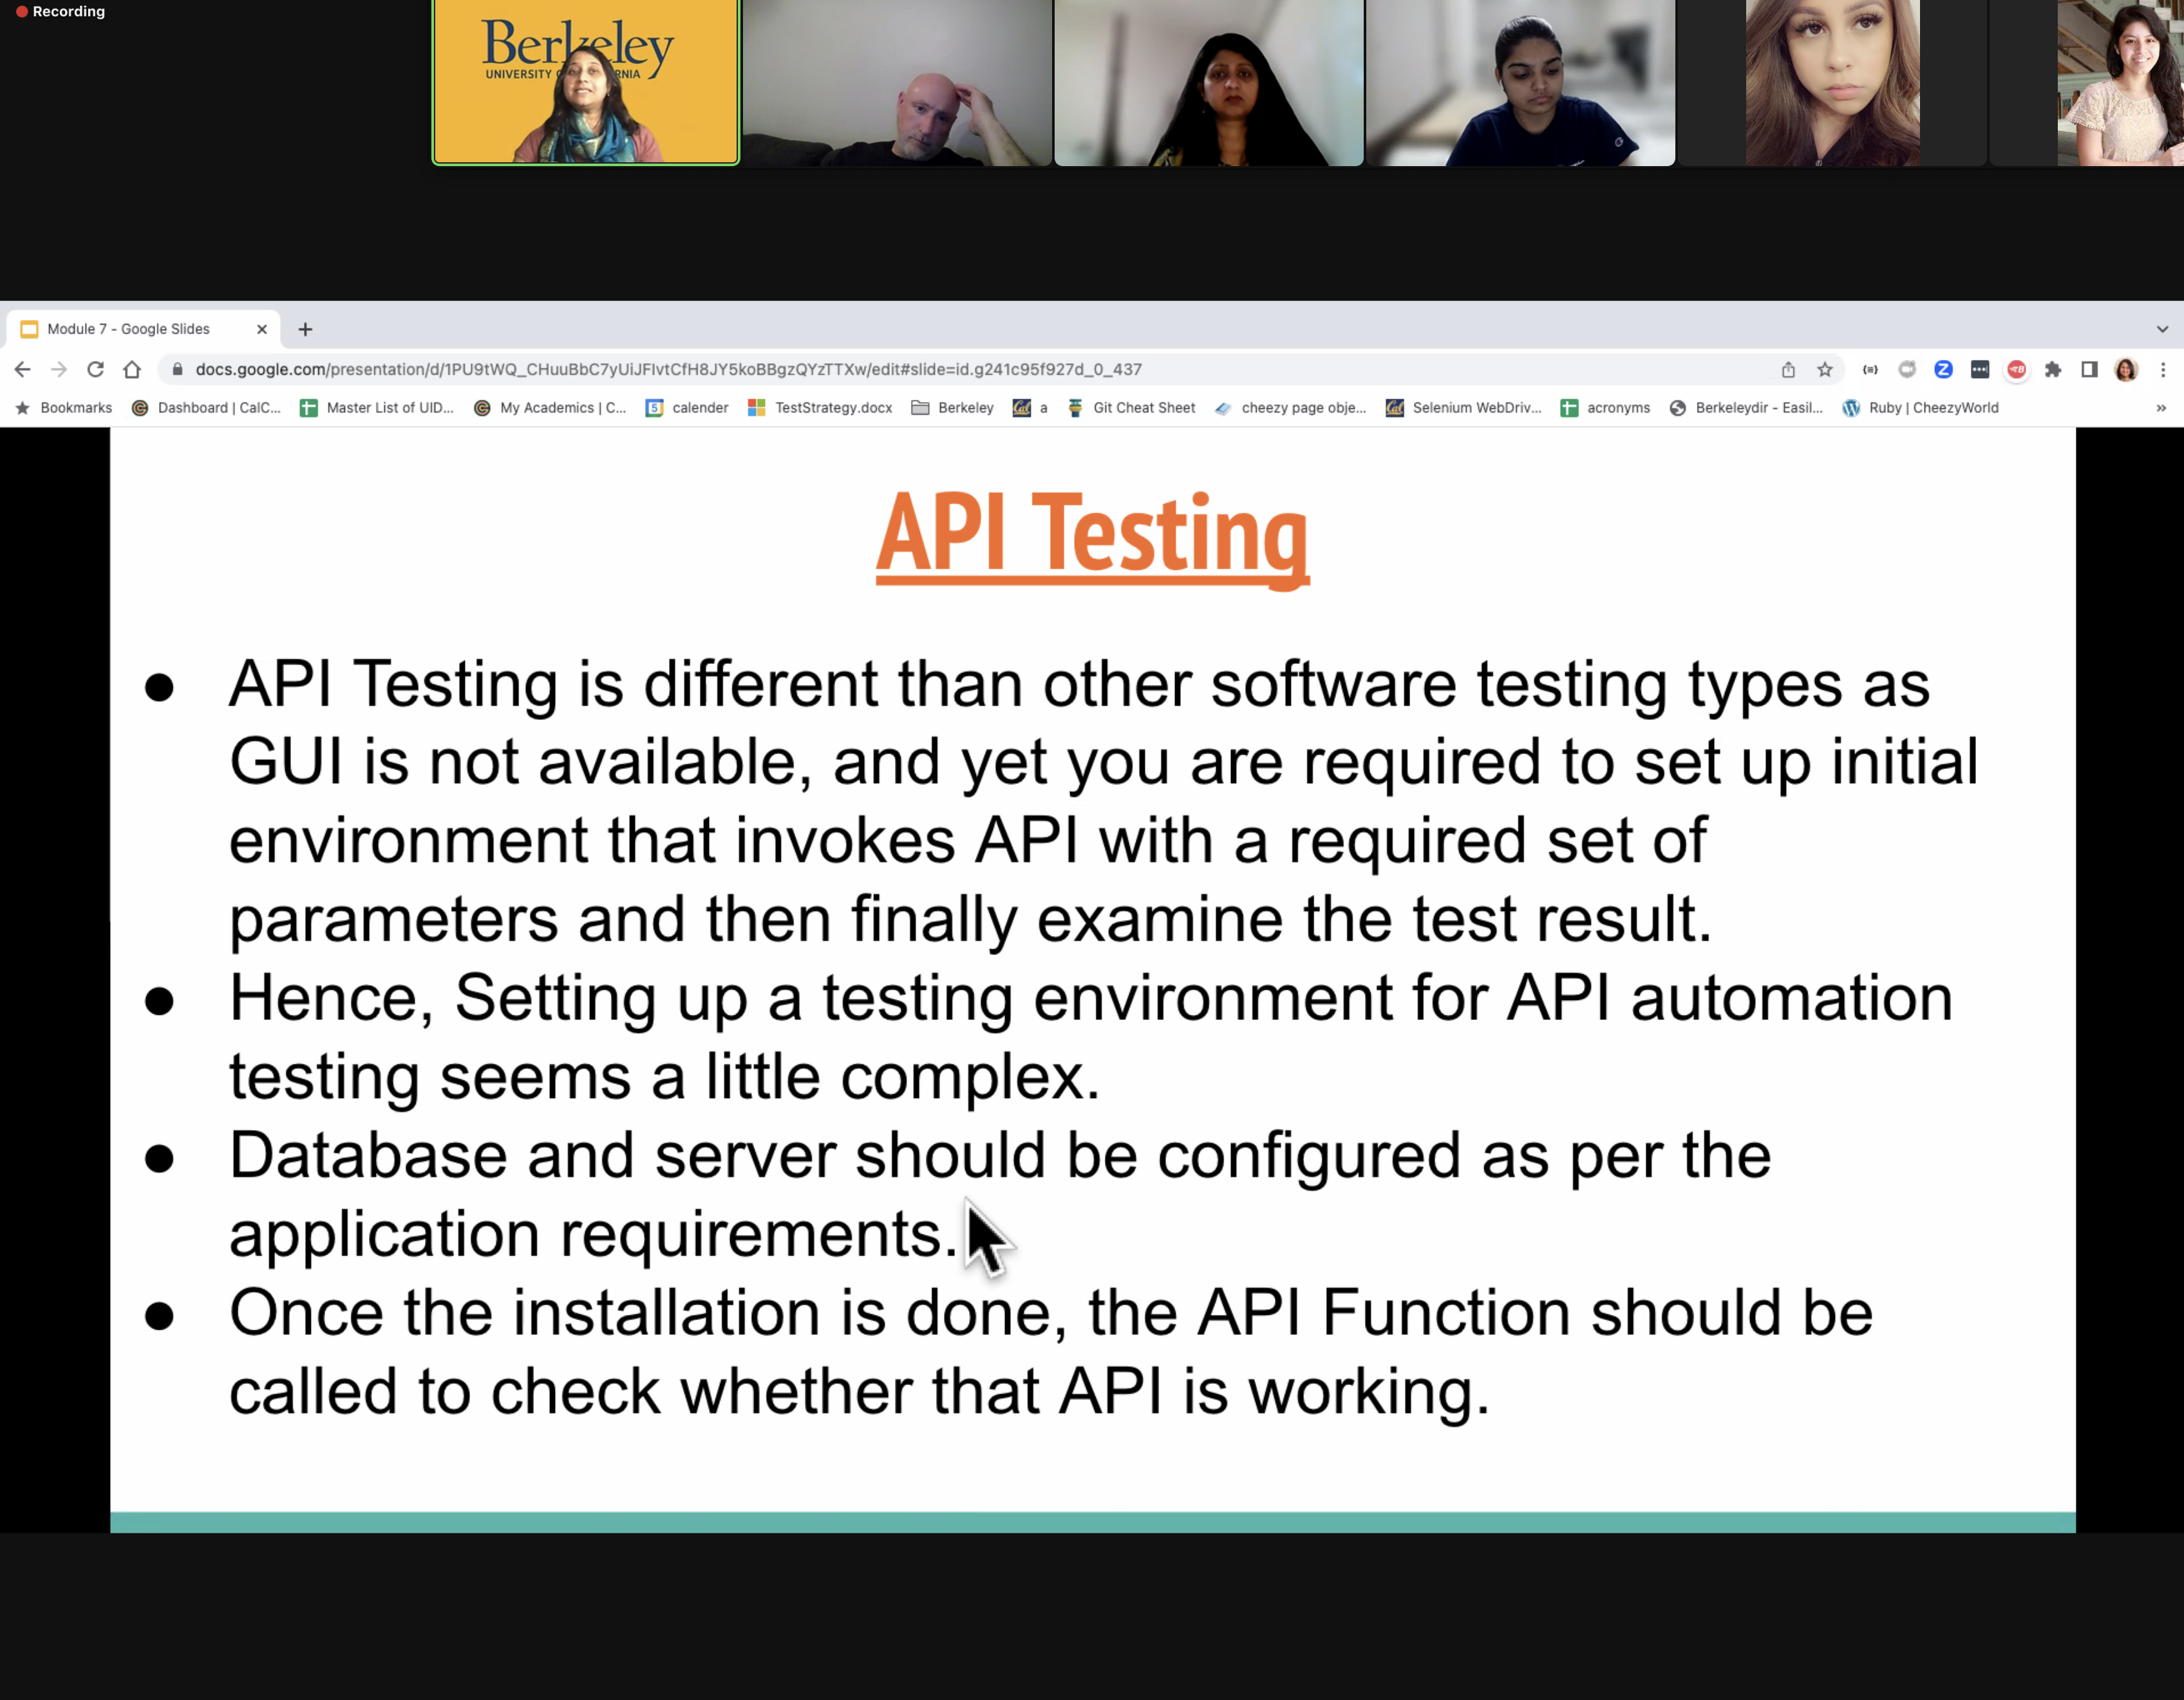 Recording
Berkeley
UNIVERSITY
Module 7 - Google Slides
docs.google.com/presentation/d/1PU9tWQ_CHuuBbC7yUiJFIvtCfH8JY5koBBgzQYzTTXw/edit#slide=id.g241c95f927d_0_437
Bookmarks Dashboard | CalC... Master List of UID... My Academics | C... 5 calender TestStrategy.docx Berkeley Cal a Git Cheat Sheet cheezy page obje... Cal Selenium WebDriv... acronyms Berkeleydir - Easil... Ruby | CheezyWorld
API Testing
● API Testing is different than other software testing types as
GUI is not available, and yet you are required to set up initial
environment that invokes API with a required set of
parameters and then finally examine the test result.
● Hence, Setting up a testing environment for API automation
testing seems a little complex.
● Database and server should be configured as per the
application requirements.
● Once the installation is done, the API Function should be
called to check whether that API is working.